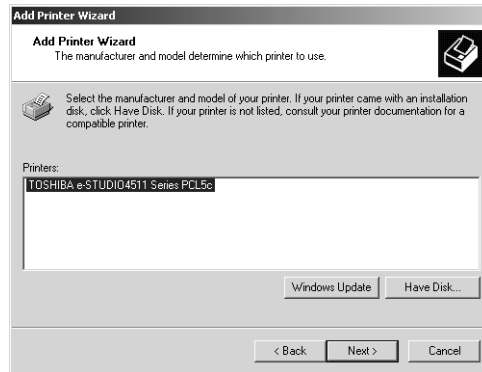 Add Printer Wizard
Add Printer Wizard
The manufacturer and model determine which printer to use.
Select the manufacturer and model of your printer. If your printer came with an installation
disk, click Have Disk. If your printer is not listed, consult your printer documentation for a
compatible printer.
Printers:
TOSHIBA e-STUDIO4511 Series PCL5c
Windows Update
Have Disk...
< Back
Next >
Cancel